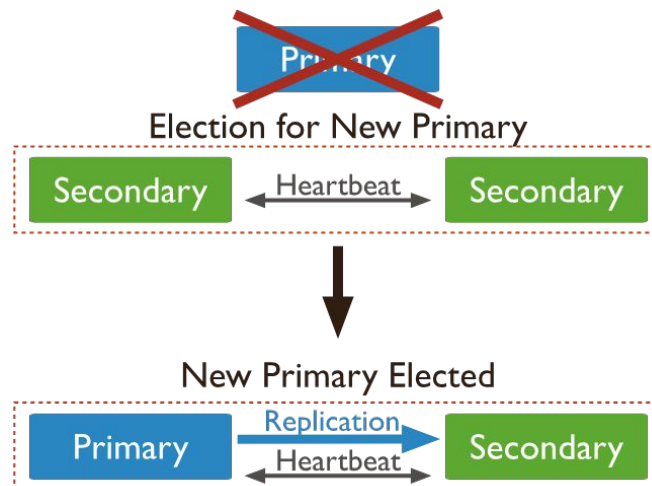 Primary
Election for New Primary
Secondary
Heartbeat
Secondary
New Primary Elected
Primary
Replication
Heartbeat
Secondary